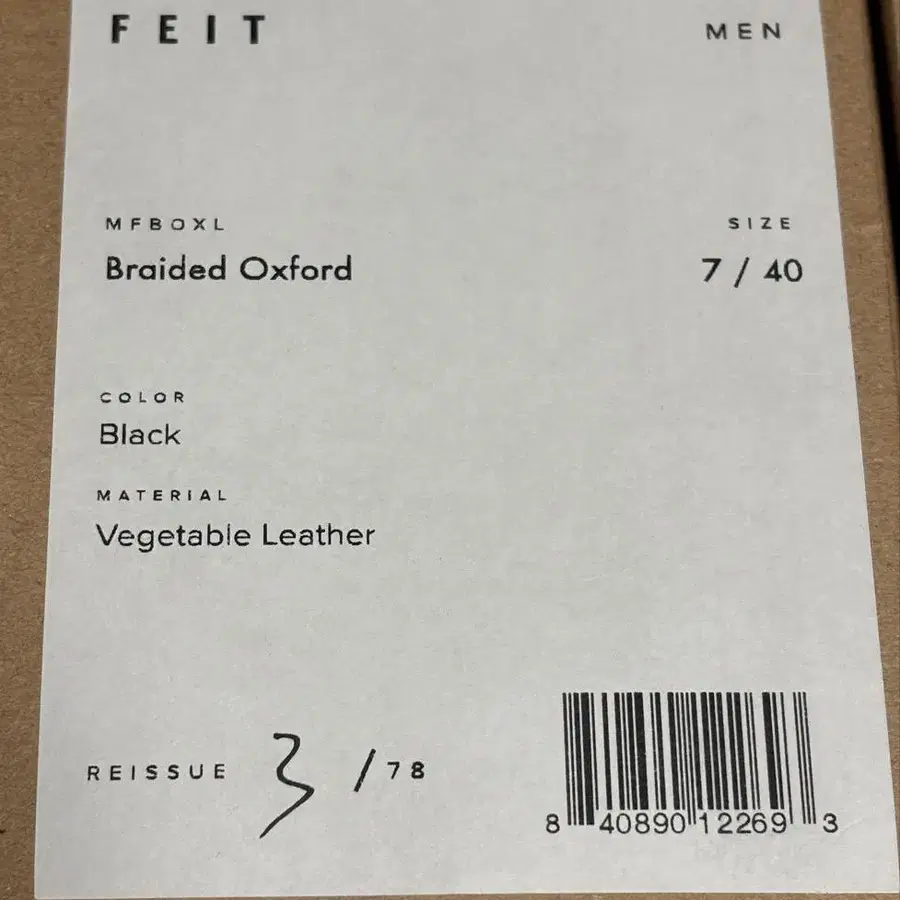 FEIT MEN
MFBOXL SIZE
Braided Oxford 7 / 40
COLOR
Black
MATERIAL
Vegetable Leather
REISSUE 3 /78
8 40890 12269 3